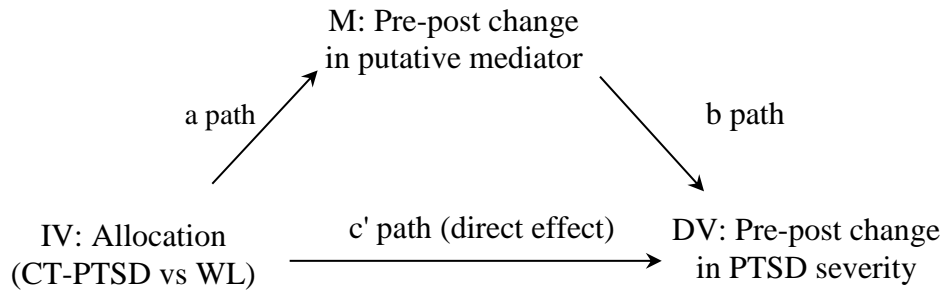 M: Pre-post change
in putative mediator
a path
b path
c' path (direct effect)
IV: Allocation
(CT-PTSD vs WL)
DV: Pre-post change
in PTSD severity